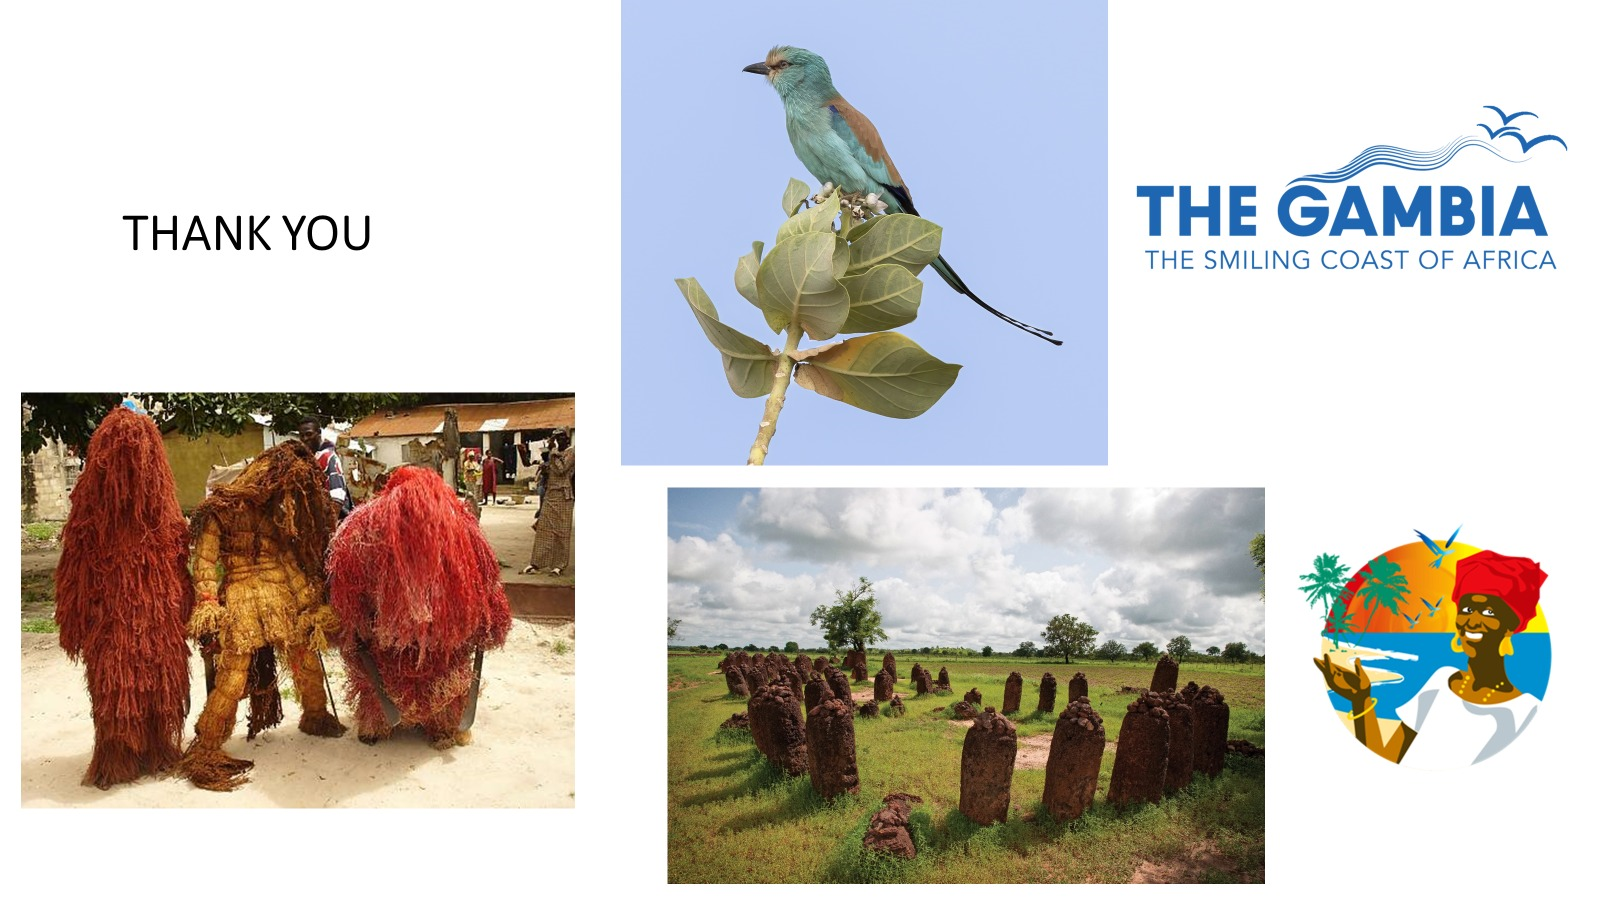 THANK YOU
THE GAMBIA
THE SMILING COAST OF AFRICA